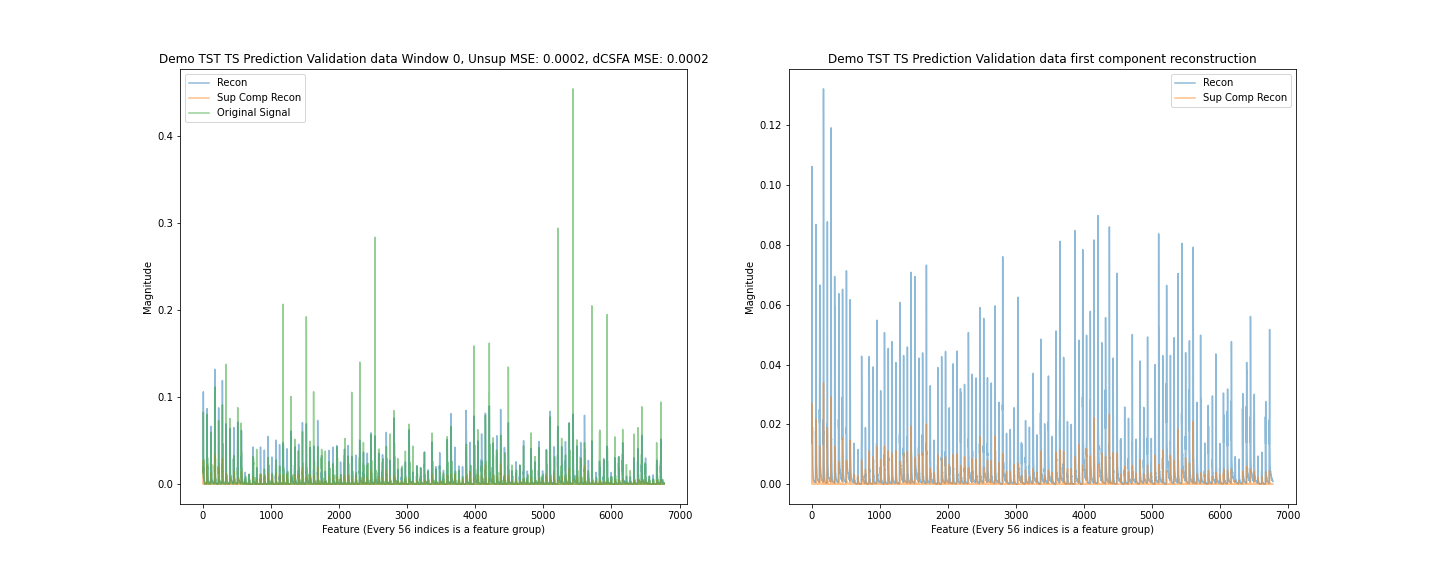 Demo TST TS Prediction Validation data Window 0, Unsup MSE: 0.0002, dCSFA MSE: 0.0002
Recon
Sup Comp Recon
Original Signal
0.4
0.3
0.2
0.1
0.0
Magnitude
0 1000 2000 3000 4000 5000 6000 7000
Feature (Every 56 indices is a feature group)
Demo TST TS Prediction Validation data first component reconstruction
Recon
Sup Comp Recon
0.12
0.10
0.08
0.06
0.04
0.02
0.00
Magnitude
0 1000 2000 3000 4000 5000 6000 7000
Feature (Every 56 indices is a feature group)